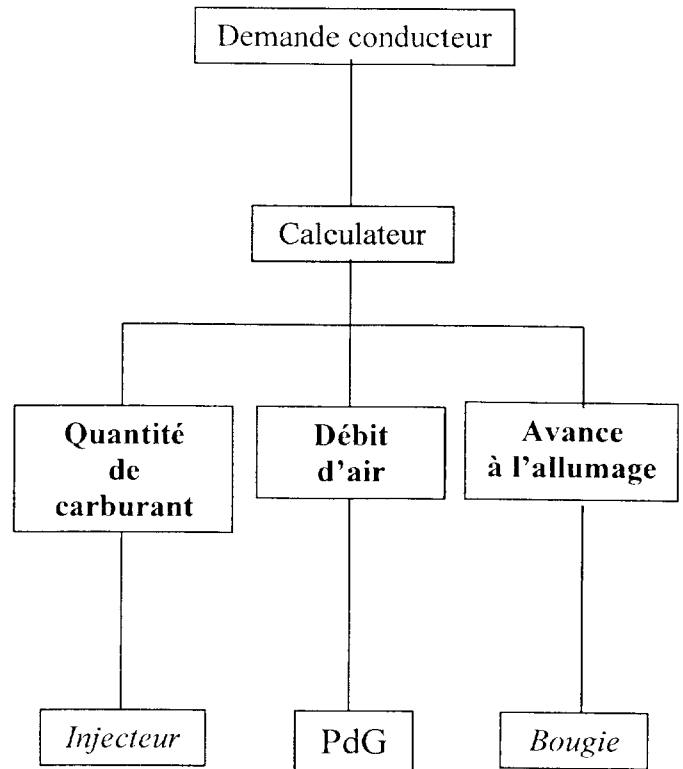 Demande conducteur
Calculateur
Quantité
de
carburant
Débit
d'air
Avance
à l'allumage
Injecteur
PdG
Bougie